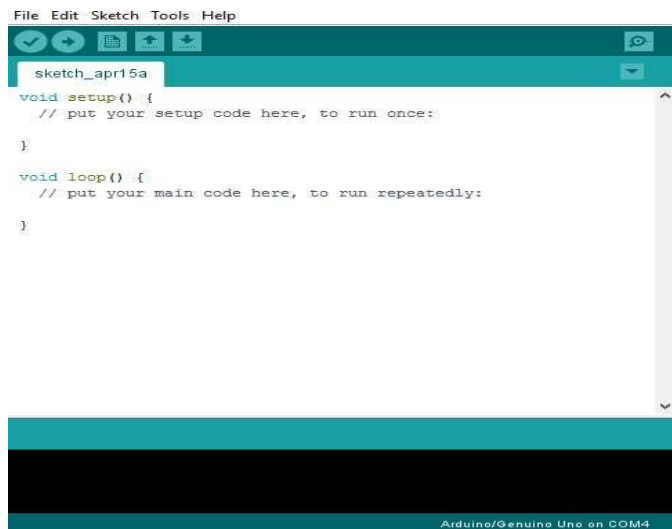 File Edit Sketch Tools Help
sketch_apr15a
void setup() {
  // put your setup code here, to run once:

}

void loop() {
  // put your main code here, to run repeatedly:

}
Arduino/Genuino Uno on COM4